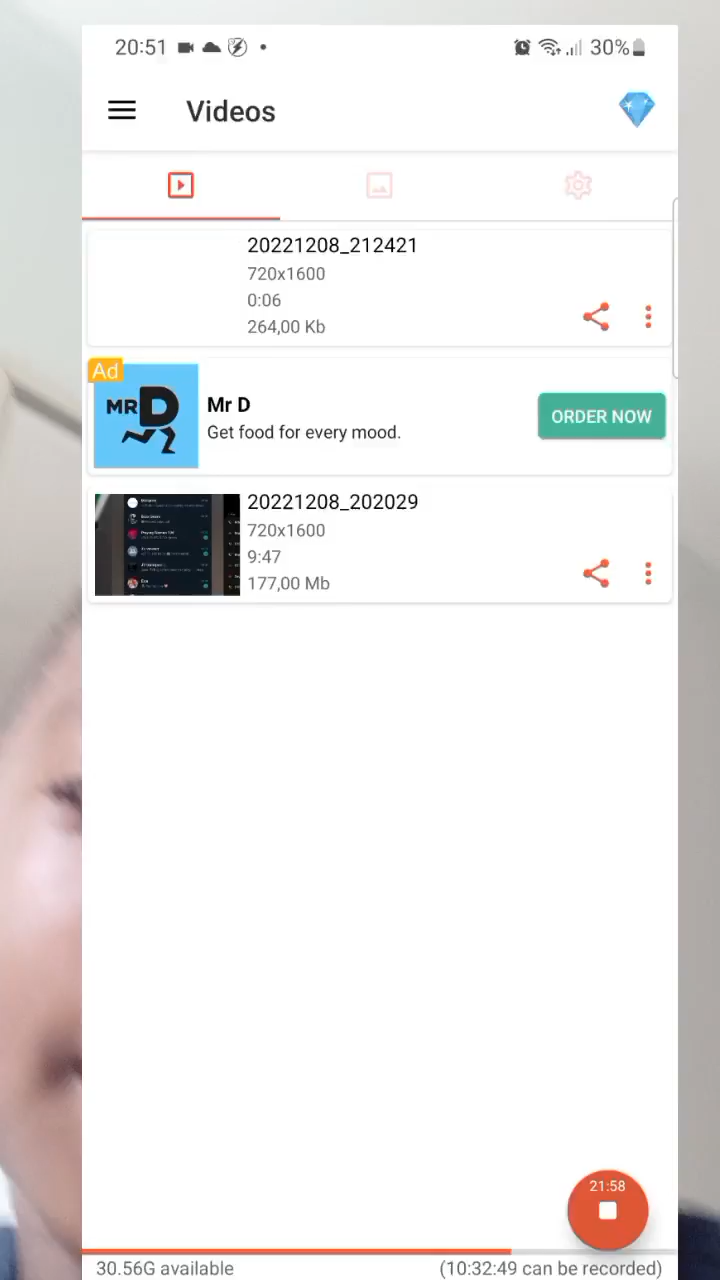 20:51
30%
Videos
20221208_212421
720x1600
0:06
264,00 Kb
Ad
MR D
Mr D
Get food for every mood.
ORDER NOW
20221208_202029
720x1600
9:47
177,00 Mb
21:58
30.56G available
(10:32:49 can be recorded)